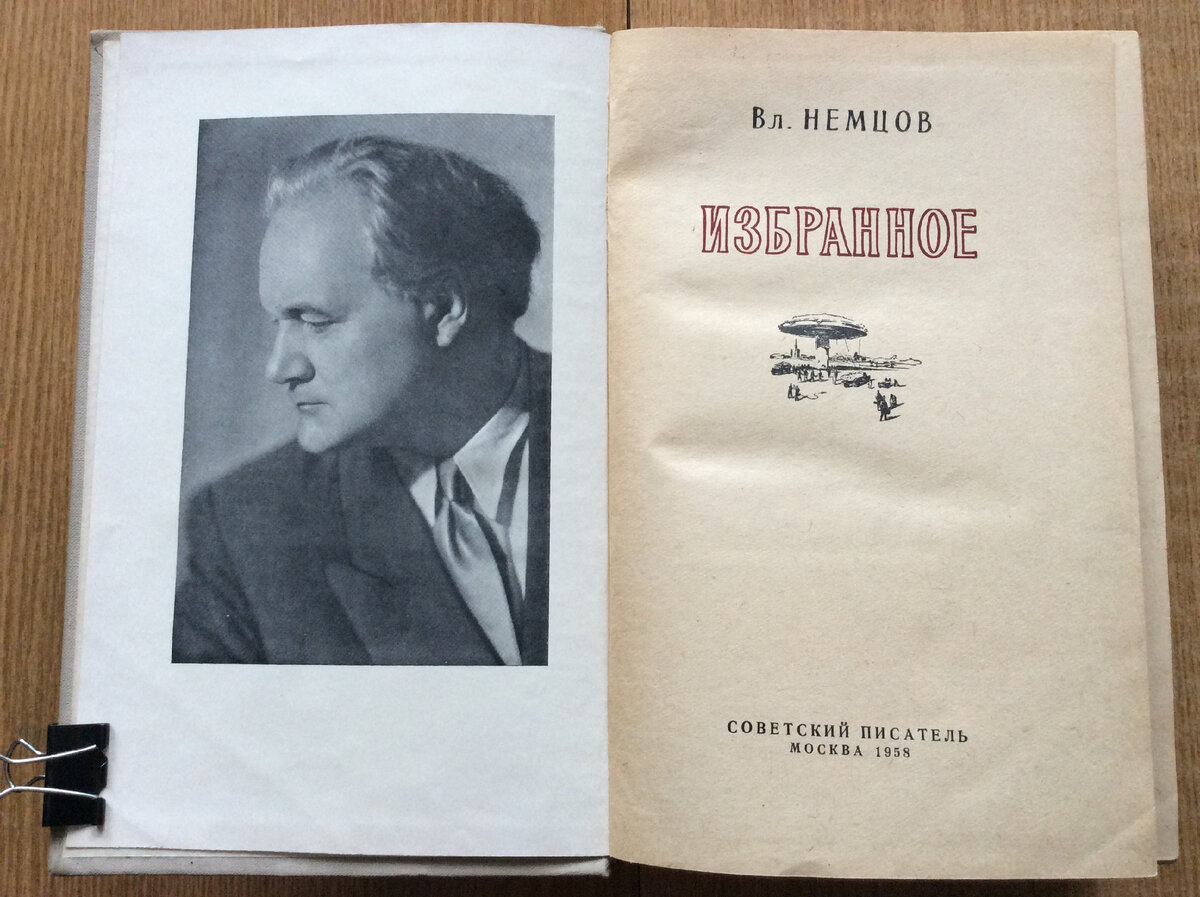 Вл. НЕМЦОВ
ИЗБРАННОЕ
СОВЕТСКИЙ ПИСАТЕЛЬ
МОСКВА 1958